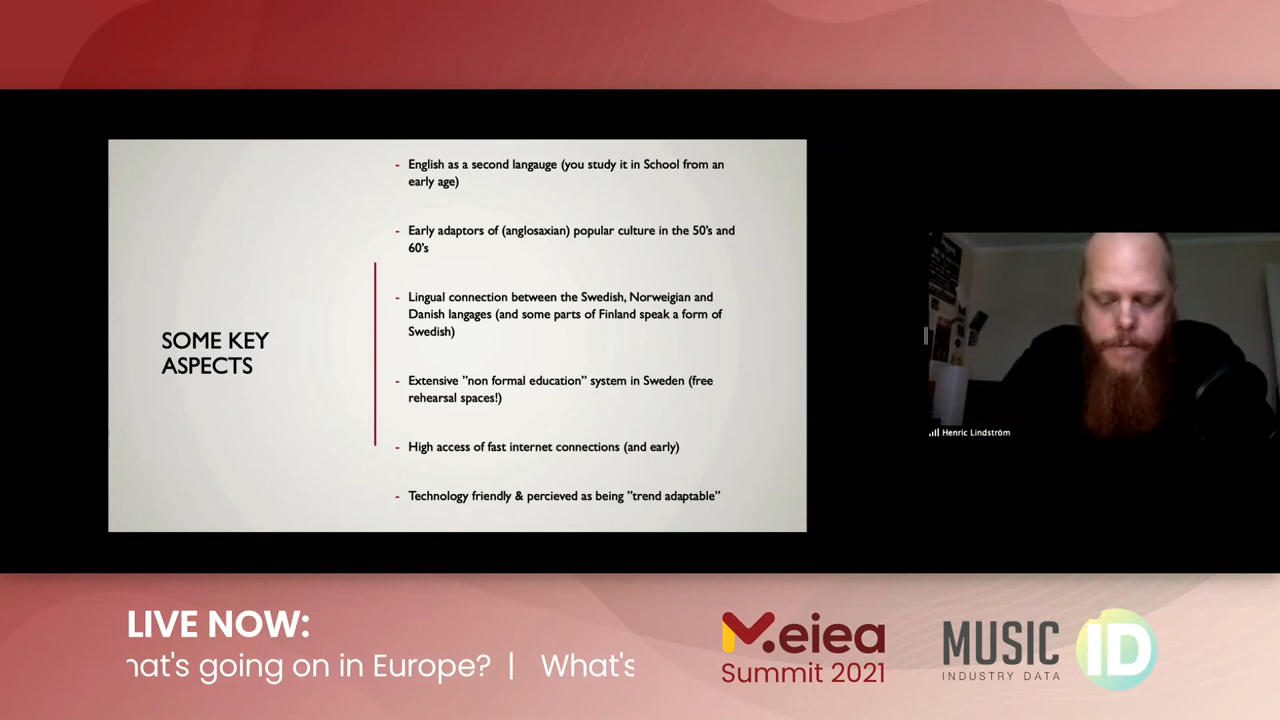 - English as a second langauge (you study it in School from an
early age)
- Early adaptors of (anglosaxian) popular culture in the 50's and
60's
- Lingual connection between the Swedish, Norweigian and
Danish langages (and some parts of Finland speak a form of
Swedish)
SOME KEY
ASPECTS
- Extensive ”non formal education” system in Sweden (free
rehearsal spaces!)
- High access of fast internet connections (and early)
- Technology friendly & percieved as being ”trend adaptable”
Henric Lindström
LIVE NOW:
hat's going on in Europe? | What's
Meiea
Summit 2021
MUSIC ID
INDUSTRY DATA